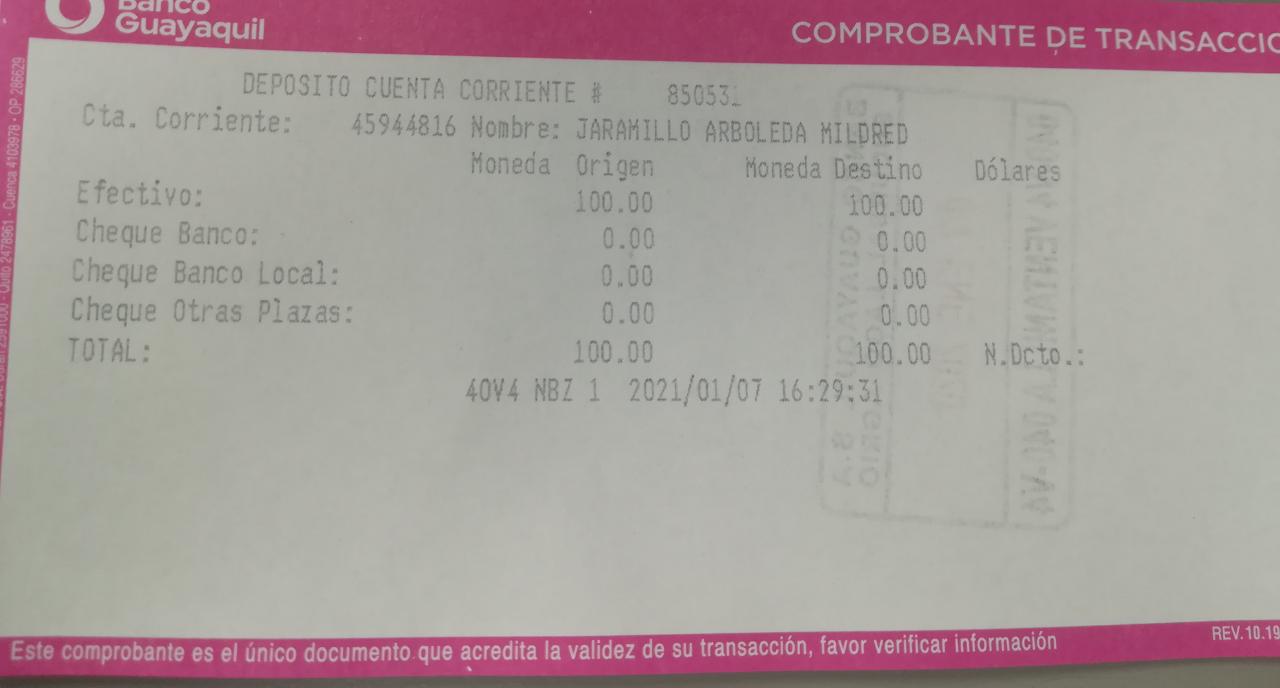 Banco
Guayaquil
COMPROBANTE DE TRANSACCIO
DEPOSITO CUENTA CORRIENTE # 850531
Cta. Corriente: 45944816 Nombre: JARAMILLO ARBOLEDA MILDRED
Moneda Origen Moneda Destino Dólares
Efectivo: 100.00 100.00
Cheque Banco: 0.00 0.00
Cheque Banco Local: 0.00 0.00
Cheque Otras Plazas: 0.00 0.00
TOTAL: 100.00 100.00 N.Dcto.:
40V4 NBZ 1 2021/01/07 16:29:31
Quito 2478961 - Cuenca 4103978 - OP 286629
Este comprobante es el único documento que acredita la validez de su transacción, favor verificar información
REV.10.19